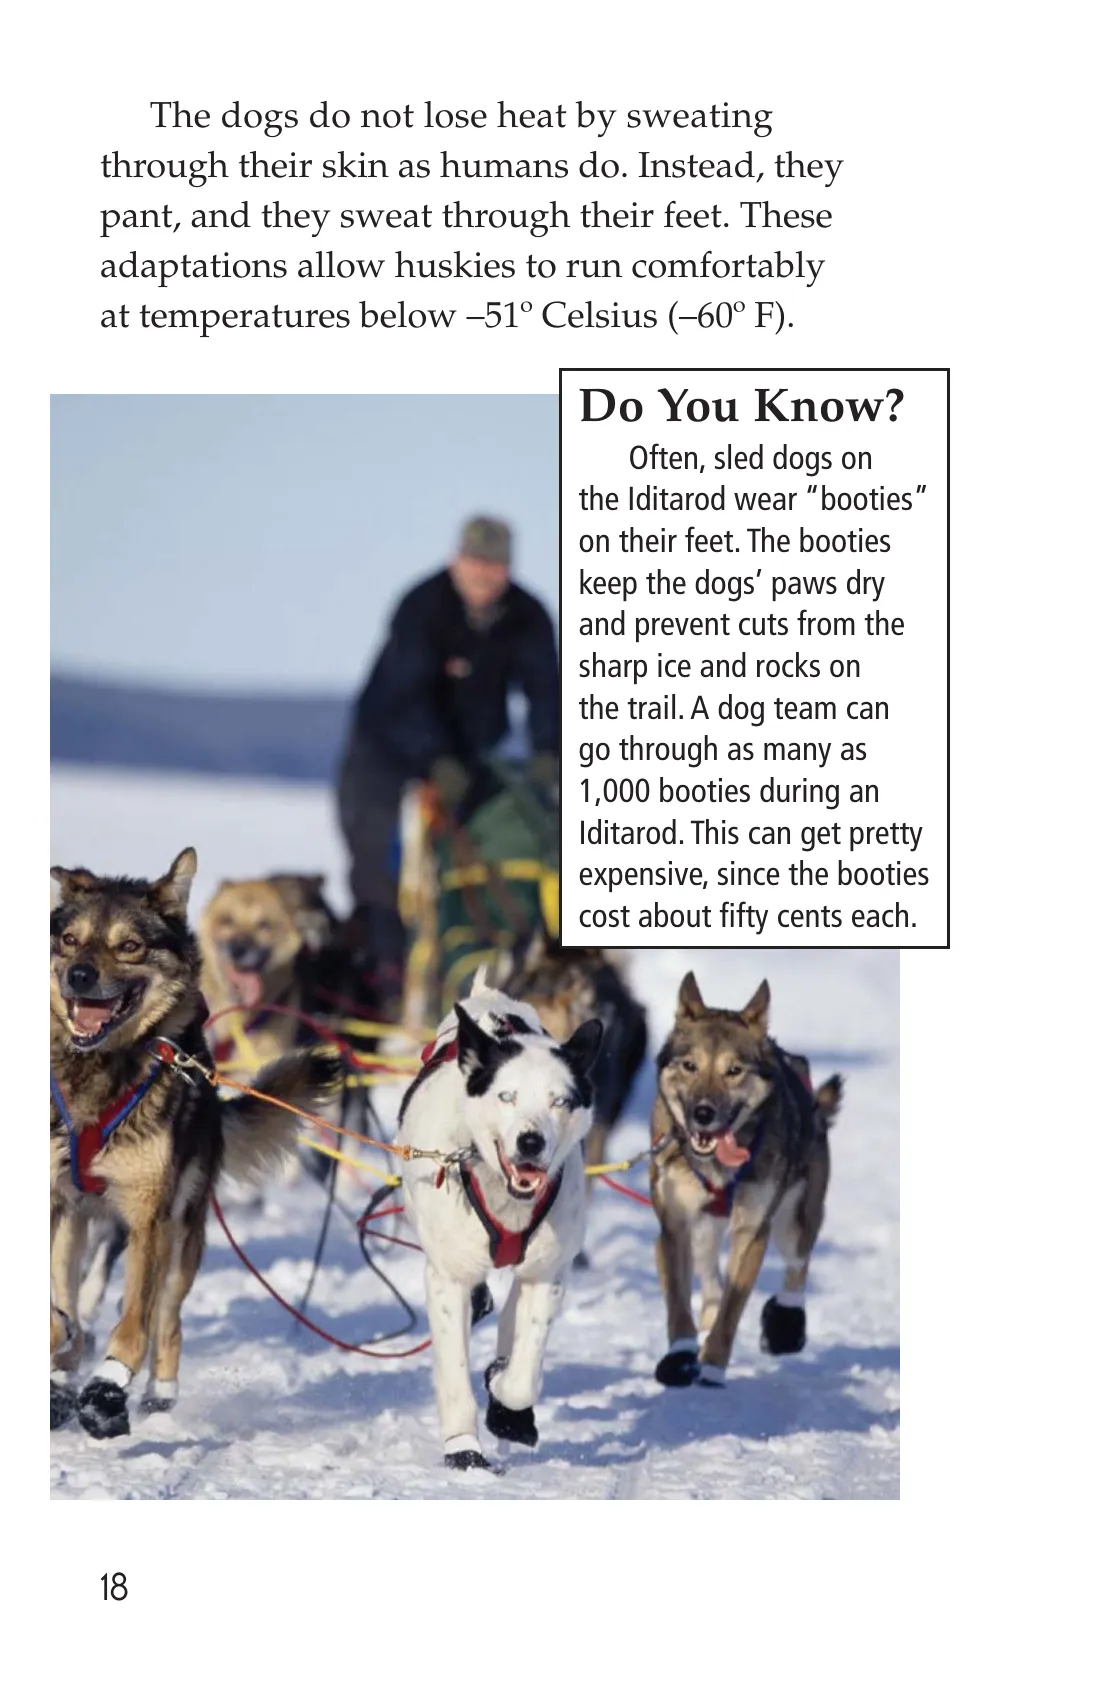 The dogs do not lose heat by sweating
through their skin as humans do. Instead, they
pant, and they sweat through their feet. These
adaptations allow huskies to run comfortably
at temperatures below –51º Celsius (–60º F).
Do You Know?
Often, sled dogs on
the Iditarod wear “booties”
on their feet. The booties
keep the dogs’ paws dry
and prevent cuts from the
sharp ice and rocks on
the trail. A dog team can
go through as many as
1,000 booties during an
Iditarod. This can get pretty
expensive, since the booties
cost about fifty cents each.
18